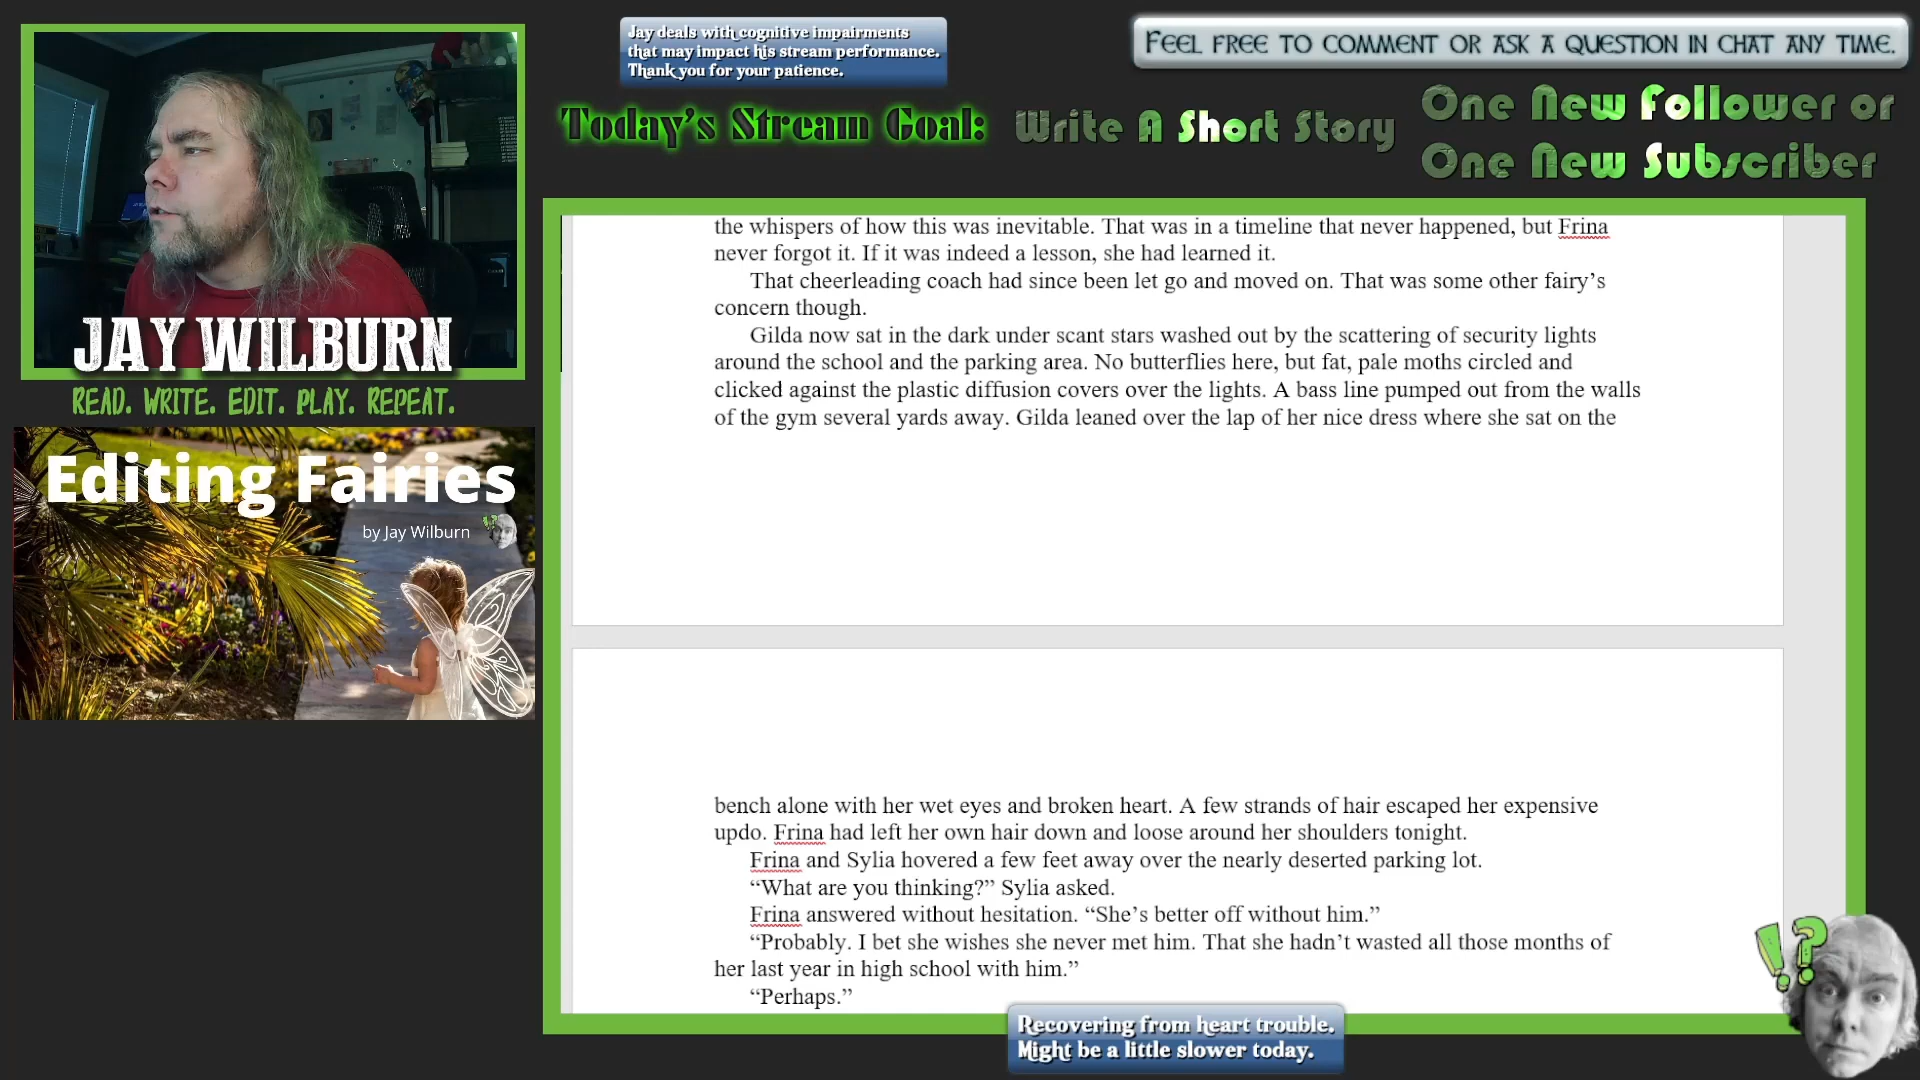 Jay deals with cognitive impairments
that may impact his stream performance.
Thank you for your patience.
FEEL FREE TO COMMENT OR ASK A QUESTION IN CHAT ANY TIME.
Today's Stream Goal:
Write A Short Story
One New Follower or
One New Subscriber
JAY WILBURN
READ. WRITE. EDIT. PLAY. REPEAT.
Editing Fairies
by Jay Wilburn
the whispers of how this was inevitable. That was in a timeline that never happened, but Frina
never forgot it. If it was indeed a lesson, she had learned it.
That cheerleading coach had since been let go and moved on. That was some other fairy’s
concern though.
Gilda now sat in the dark under scant stars washed out by the scattering of security lights
around the school and the parking area. No butterflies here, but fat, pale moths circled and
clicked against the plastic diffusion covers over the lights. A bass line pumped out from the walls
of the gym several yards away. Gilda leaned over the lap of her nice dress where she sat on the
bench alone with her wet eyes and broken heart. A few strands of hair escaped her expensive
updo. Frina had left her own hair down and loose around her shoulders tonight.
Frina and Sylia hovered a few feet away over the nearly deserted parking lot.
“What are you thinking?” Sylia asked.
Frina answered without hesitation. “She’s better off without him.”
“Probably. I bet she wishes she never met him. That she hadn’t wasted all those months of
her last year in high school with him.”
“Perhaps.”
!?
Recovering from heart trouble.
Might be a little slower today.